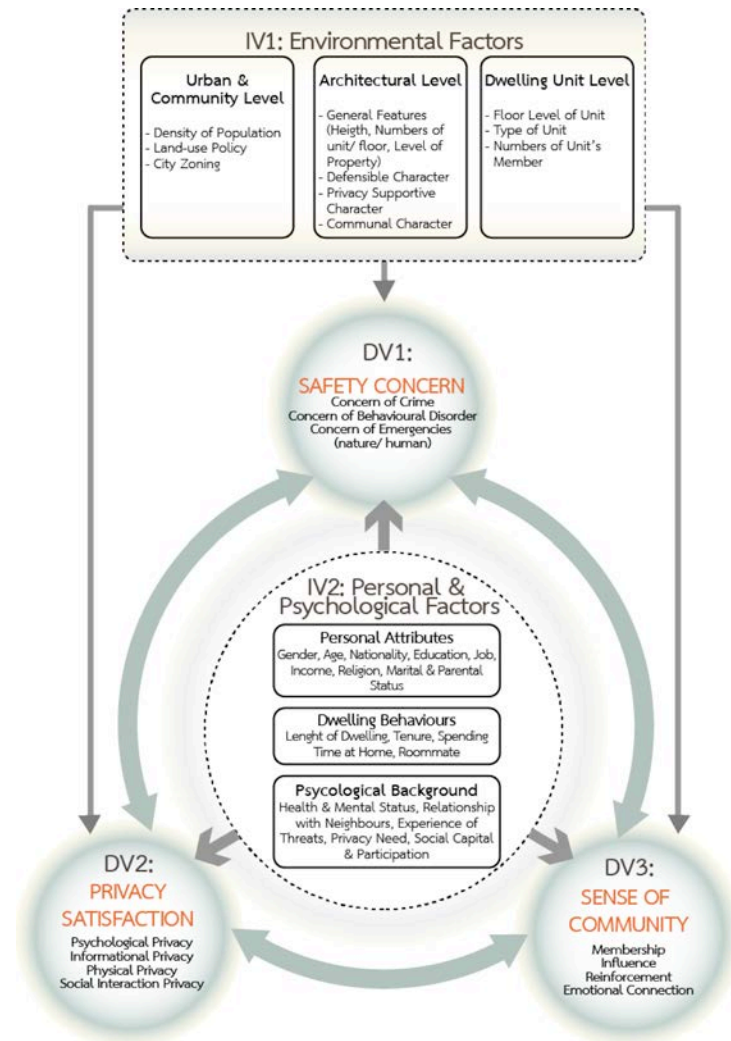 IV1: Environmental Factors
Urban &
Community Level
- Density of Population
- Land-use Policy
- City Zoning
Architectural Level
- General Features
(Heigth, Numbers of
unit/ floor, Level of
Property)
- Defensible Character
- Privacy Supportive
Character
- Communal Character
Dwelling Unit Level
- Floor Level of Unit
- Type of Unit
- Numbers of Unit's
Member
DV1:
SAFETY CONCERN
Concern of Crime
Concern of Behavioural Disorder
Concern of Emergencies
(nature/ human)
IV2: Personal &
Psychological Factors
Personal Attributes
Gender, Age, Nationality, Education, Job,
Income, Religion, Marital & Parental
Status
Dwelling Behaviours
Lenght of Dwelling, Tenure, Spending
Time at Home, Roommate
Psycological Background
Health & Mental Status, Relationship
with Neighbours, Experience of
Threats, Privacy Need, Social Capital
& Participation
DV2:
PRIVACY
SATISFACTION
Psychological Privacy
Informational Privacy
Physical Privacy
Social Interaction Privacy
DV3:
SENSE OF
COMMUNITY
Membership
Influence
Reinforcement
Emotional Connection